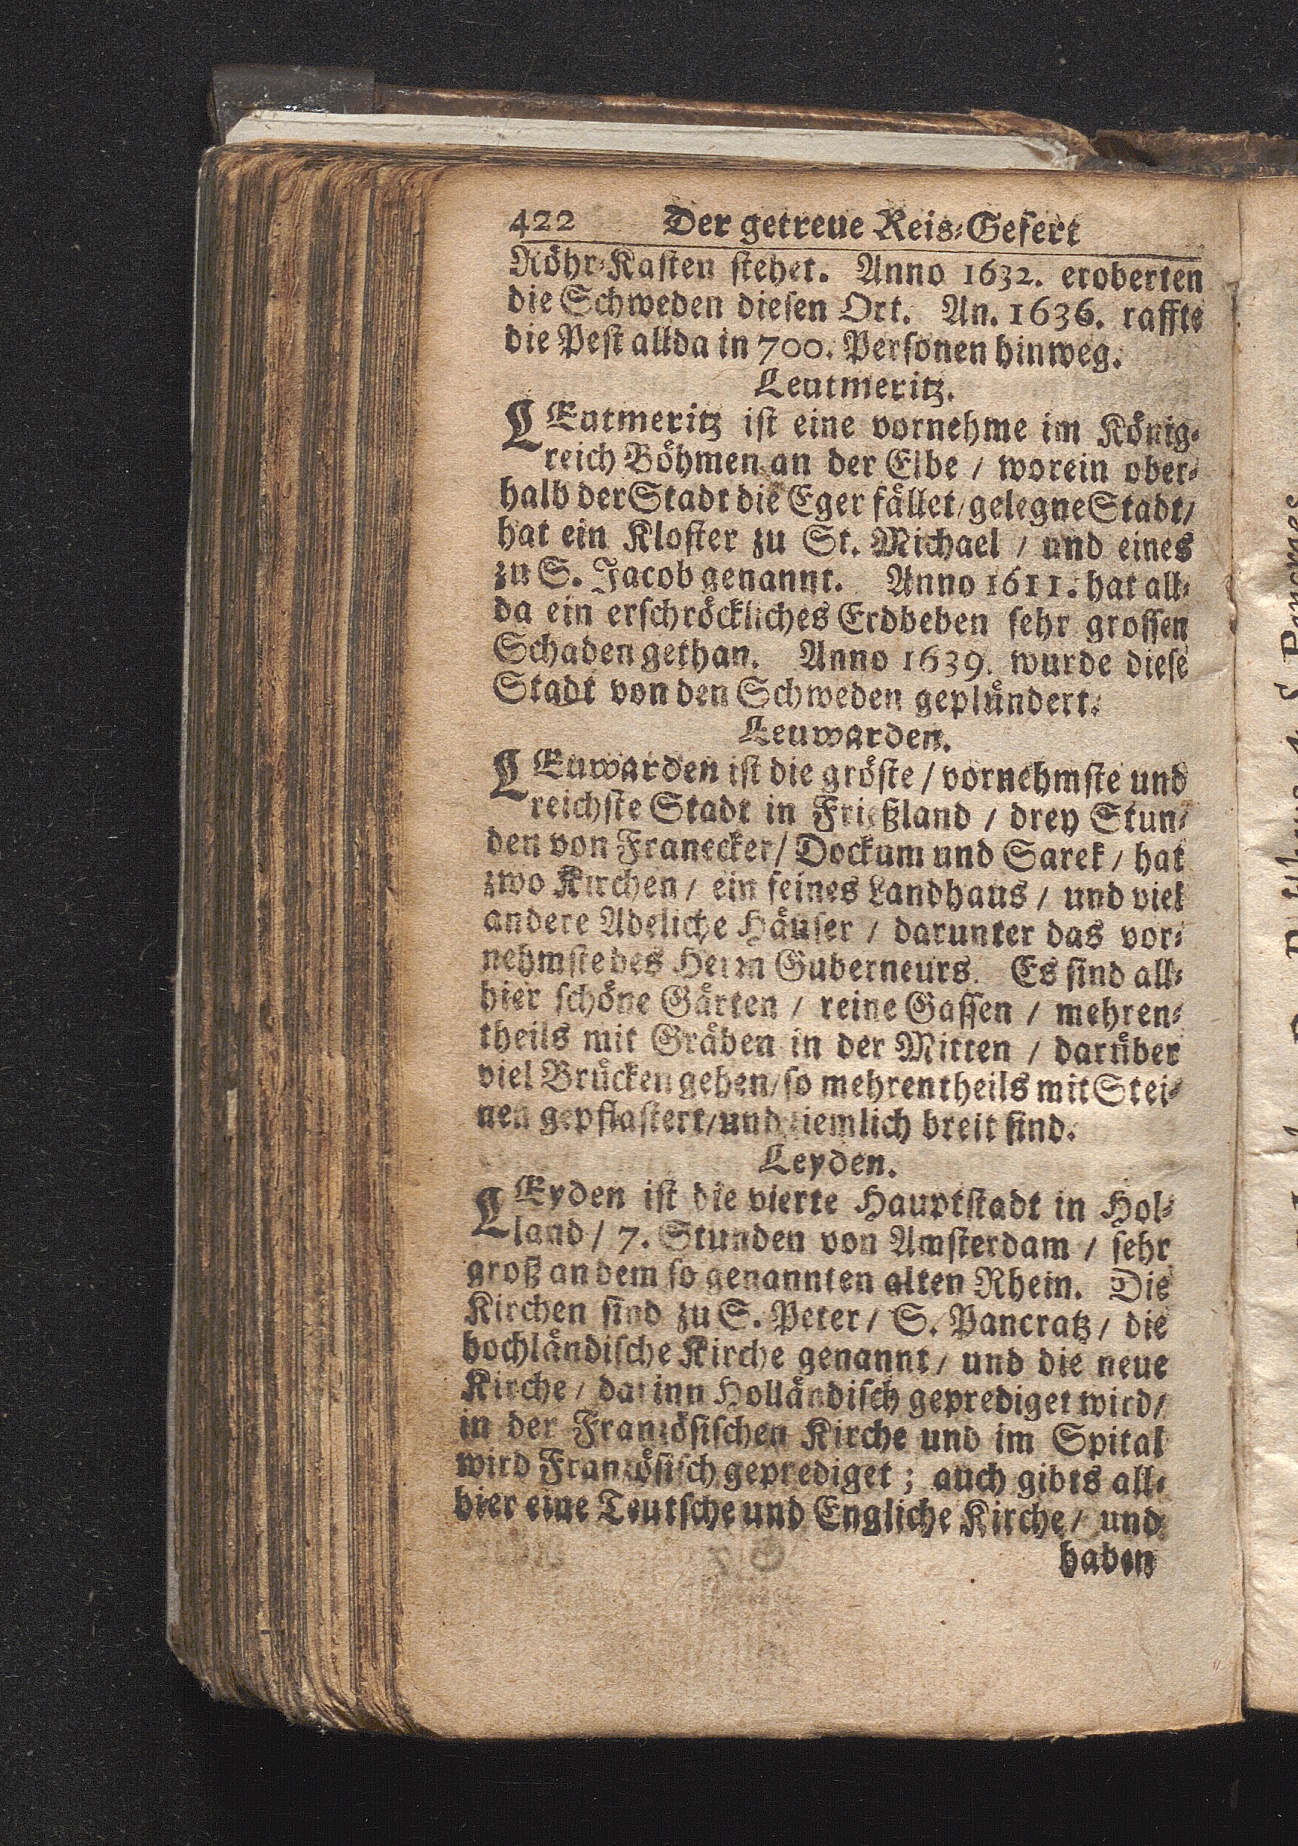 422 Der getreue Reis-Gefert
Röhr-Kasten stehet. Anno 1632. eroberten
die Schweden diesen Ort. An. 1636. raffte
die Pest allda in 700. Personen hinweg.
Leutmeritz.
LEutmeritz ist eine vornehme im König-
reich Böhmen an der Elbe / worein ober-
halb der Stadt die Eger fället / gelegne Stadt /
hat ein Kloster zu St. Michael / und eines
zu S. Jacob genannt. Anno 1611. hat all-
da ein erschröckliches Erdbeben sehr grossen
Schaden gethan. Anno 1639. wurde diese
Stadt von den Schweden geplündert.
Leuwarden.
LEuwarden ist die gröste / vornehmste und
reichste Stadt in Frießland / drey Stun-
den von Franecker / Dockum und Sarek / hat
zwo Kirchen / ein feines Landhaus / und viel
andere Adeliche Häuser / darunter das vor-
nehmste des Herrn Guberneurs. Es sind all-
hier schöne Gärten / reine Gassen / mehren-
theils mit Gräben in der Mitten / darüber
viel Brücken gehen / so mehrentheils mit Stei-
nen gepflastert / und ziemlich breit sind.
Leyden.
LEyden ist die vierte Hauptstadt in Hol-
land / 7. Stunden von Amsterdam / sehr
groß an dem so genannten alten Rhein. Die
Kirchen sind zu S. Peter / S. Pancratz / die
hochländische Kirche genannt / und die neue
Kirche / darinn Holländisch geprediget wird /
in der Französischen Kirche und im Spital
wird Französisch geprediget ; auch gibts all-
hier eine Teutsche und Engliche Kirche / und
haben